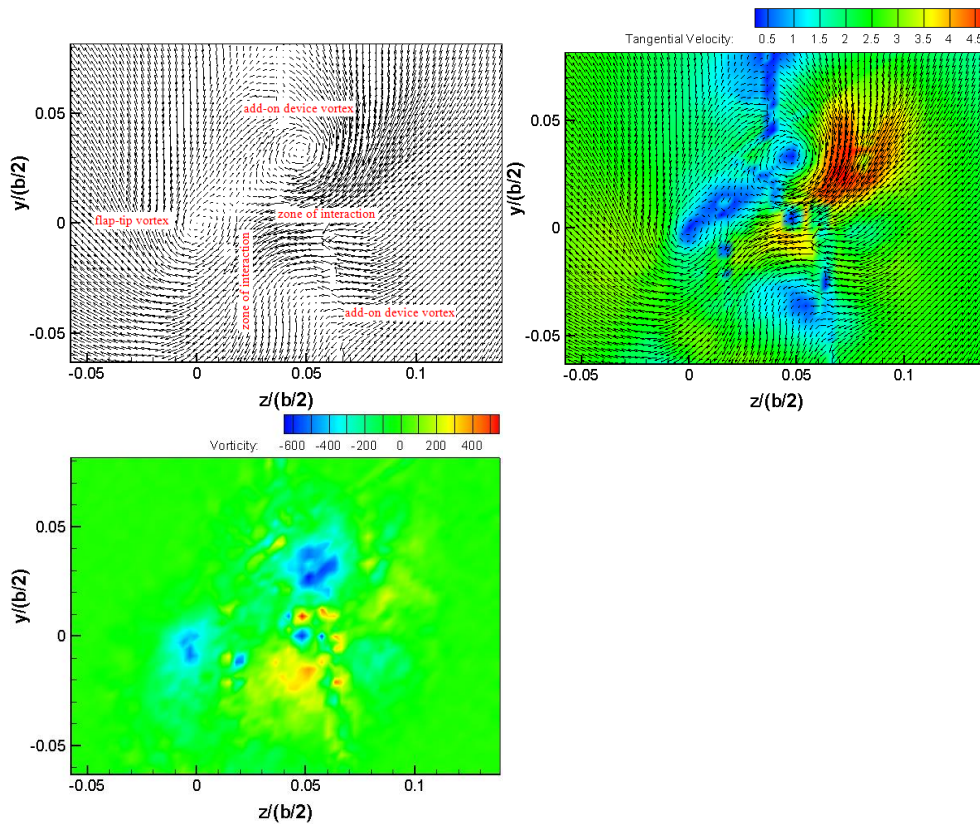 Tangential Velocity: 0.5 1 1.5 2 2.5 3 3.5 4 4.5
add-on device vortex
flap-tip vortex
zone of interaction
zone of interaction
add-on device vortex
0.05
0
-0.05
y/(b/2)
-0.05 0 0.05 0.1
z/(b/2)
0.05
0
-0.05
y/(b/2)
-0.05 0 0.05 0.1
z/(b/2)
Vorticity: -600 -400 -200 0 200 400
0.05
0
-0.05
y/(b/2)
-0.05 0 0.05 0.1
z/(b/2)